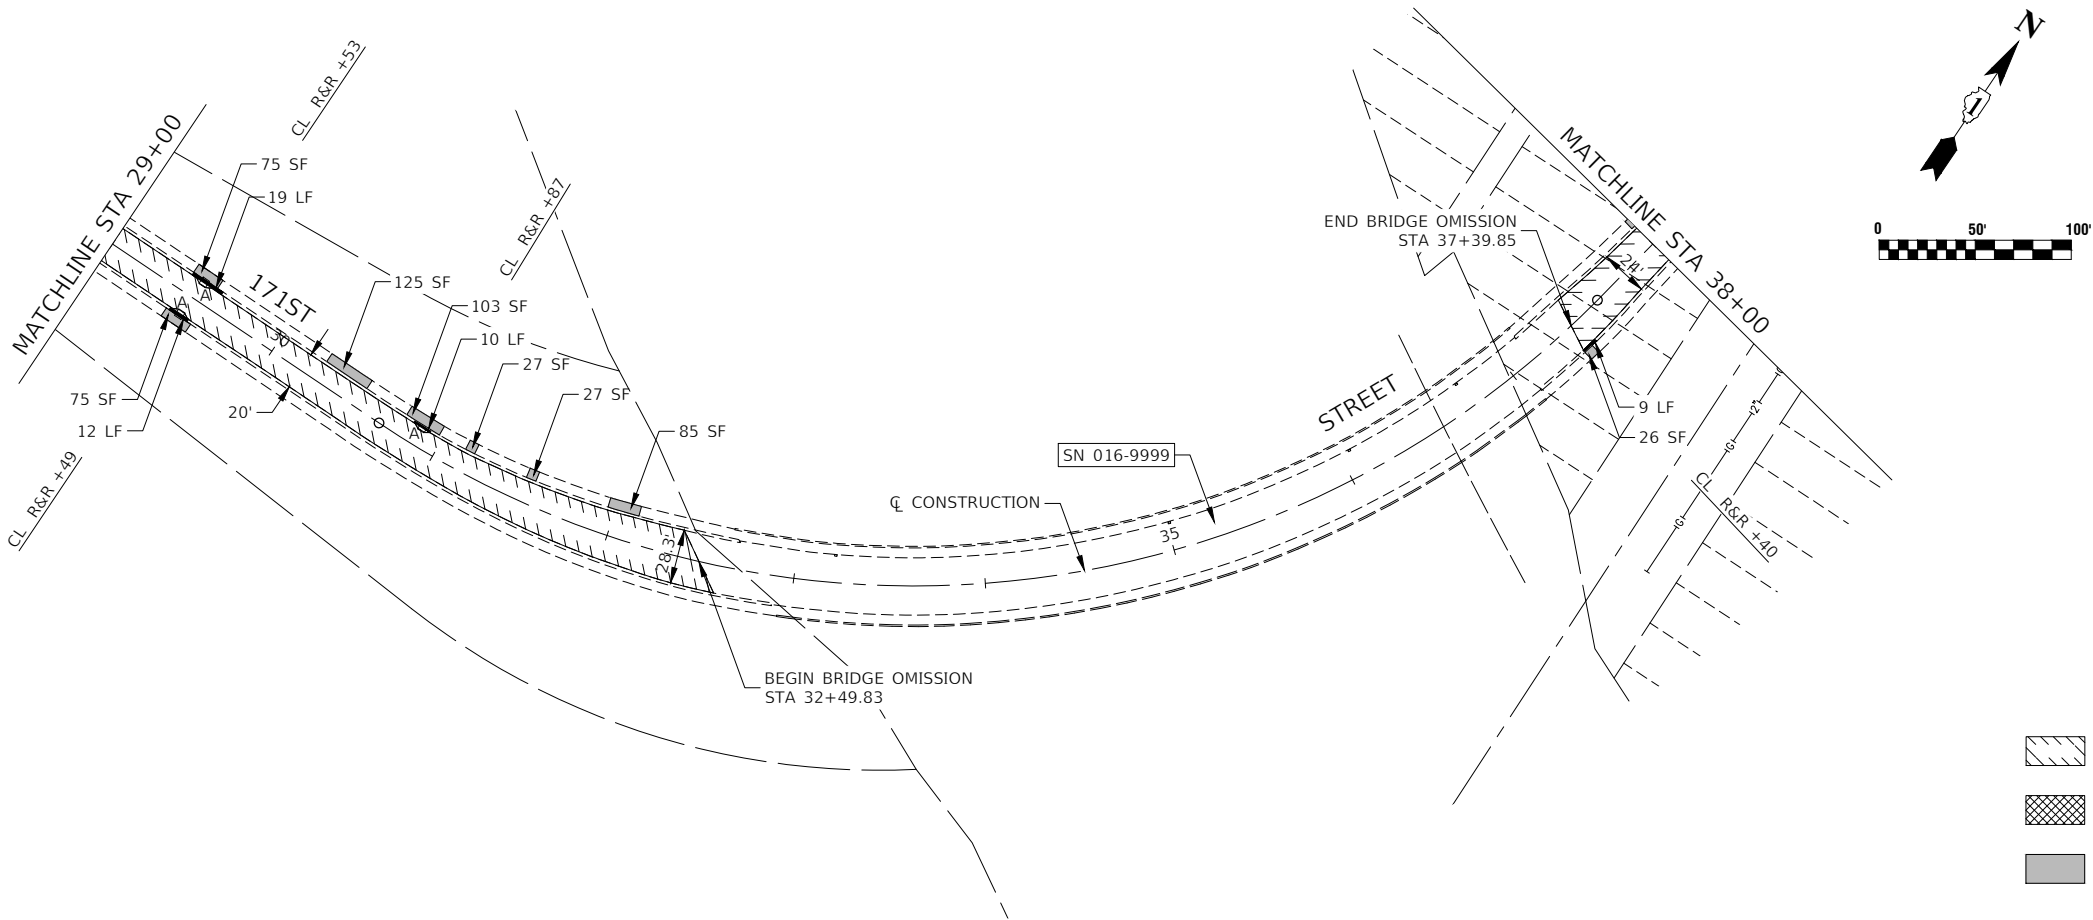 MATCHLINE STA 29+00
CL R&R +53
75 SF
19 LF
171ST
A
A
30
125 SF
103 SF
10 LF
A
27 SF
27 SF
85 SF
CL R&R +87
75 SF
12 LF
20'
CL R&R +49
28.3'
BEGIN BRIDGE OMISSION
STA 32+49.83
℄ CONSTRUCTION
SN 016-9999
35
STREET
END BRIDGE OMISSION
STA 37+39.85
24'
MATCHLINE STA 38+00
9 LF
26 SF
2"
G
G
CL R&R +40
N
1
0 50' 100'